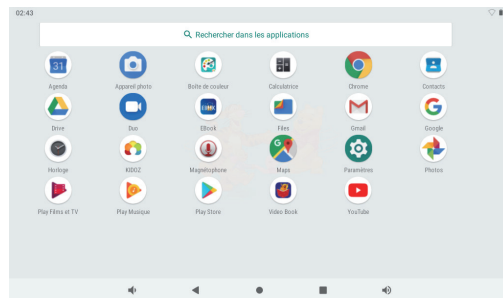 02:43
Rechercher dans les applications
31
Agenda Appareil photo Boîte de couleur Calculatrice Chrome Contacts
Drive Duo EBook Files Gmail Google
Horloge KIDOZ Magnétophone Maps Paramètres Photos
Play Films et TV Play Musique Play Store Video Book YouTube